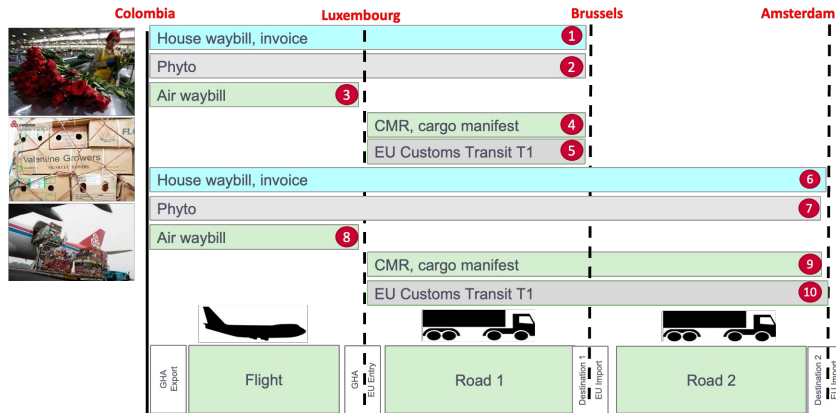 Colombia
Luxembourg
Brussels
Amsterdam
House waybill, invoice
1
Phyto
2
Air waybill
3
CMR, cargo manifest
4
EU Customs Transit T1
5
House waybill, invoice
6
Phyto
7
Air waybill
8
CMR, cargo manifest
9
EU Customs Transit T1
10
Valentine Growers
GHA
Export
Flight
GHA
EU Entry
Road 1
Destination 1
EU Import
Road 2
Destination 2
EU Import